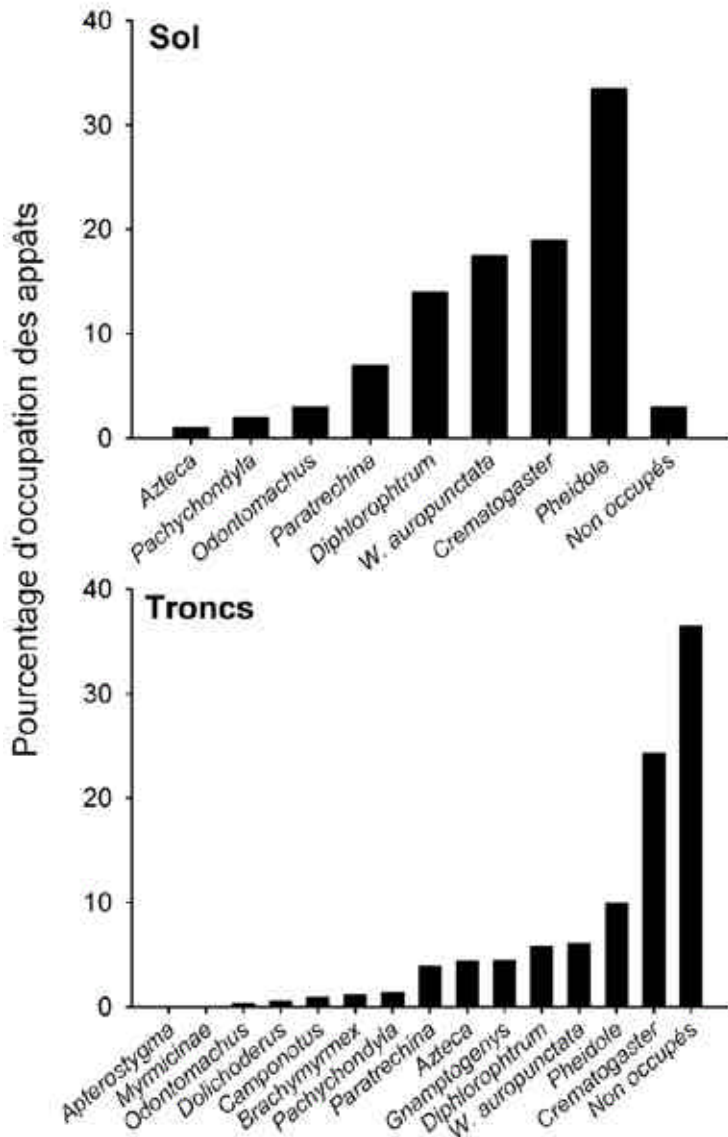 Pourcentage d'occupation des appâts
Sol
40
30
20
10
0
Azteca
Pachychondyla
Odontomachus
Paratrechina
Diphlorophtrum
W. auropunctata
Crematogaster
Pheidole
Non occupés
Troncs
40
30
20
10
0
Apterostygma
Myrmicinae
Odontomachus
Dolichoderus
Camponotus
Brachymyrmex
Pachychondyla
Paratrechina
Azteca
Gnamptogenys
Diphlorophtrum
W. auropunctata
Pheidole
Crematogaster
Non occupés